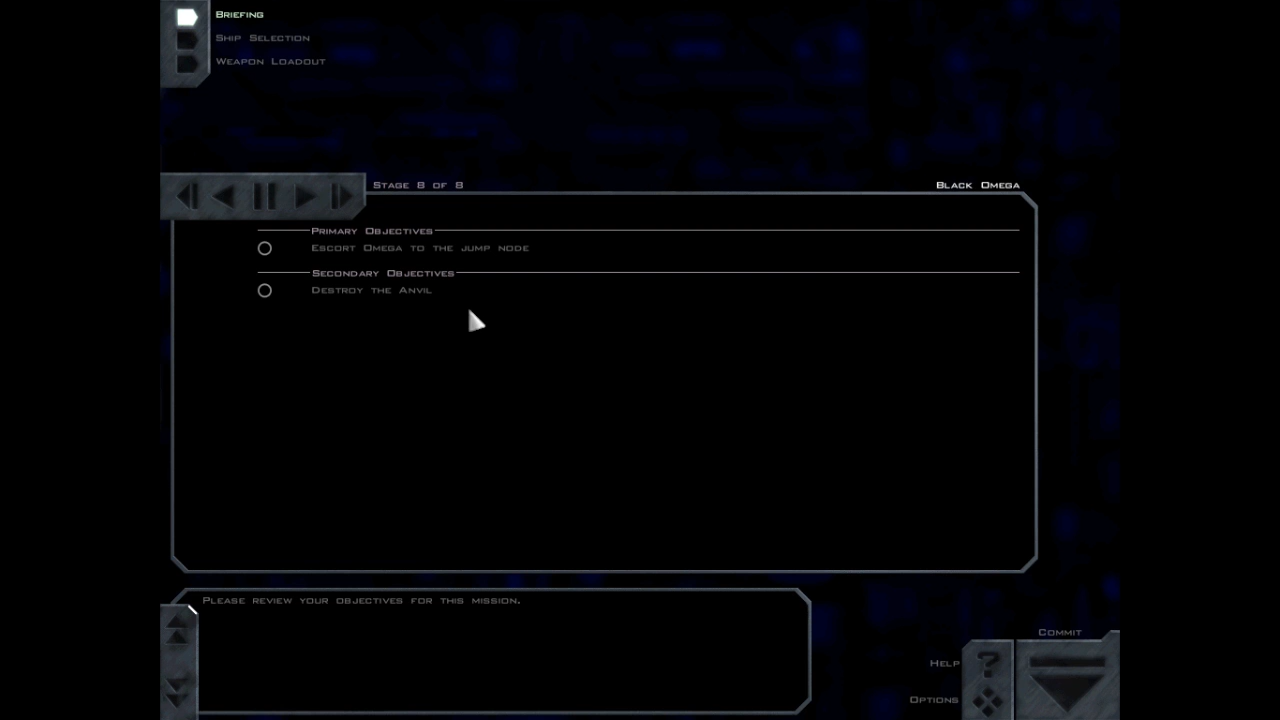 Briefing
Ship Selection
Weapon Loadout
Stage 8 of 8
Black Omega
Primary Objectives
Escort Omega to the jump node
Secondary Objectives
Destroy the Anvil
Please review your objectives for this mission.
Commit
Help
?
Options